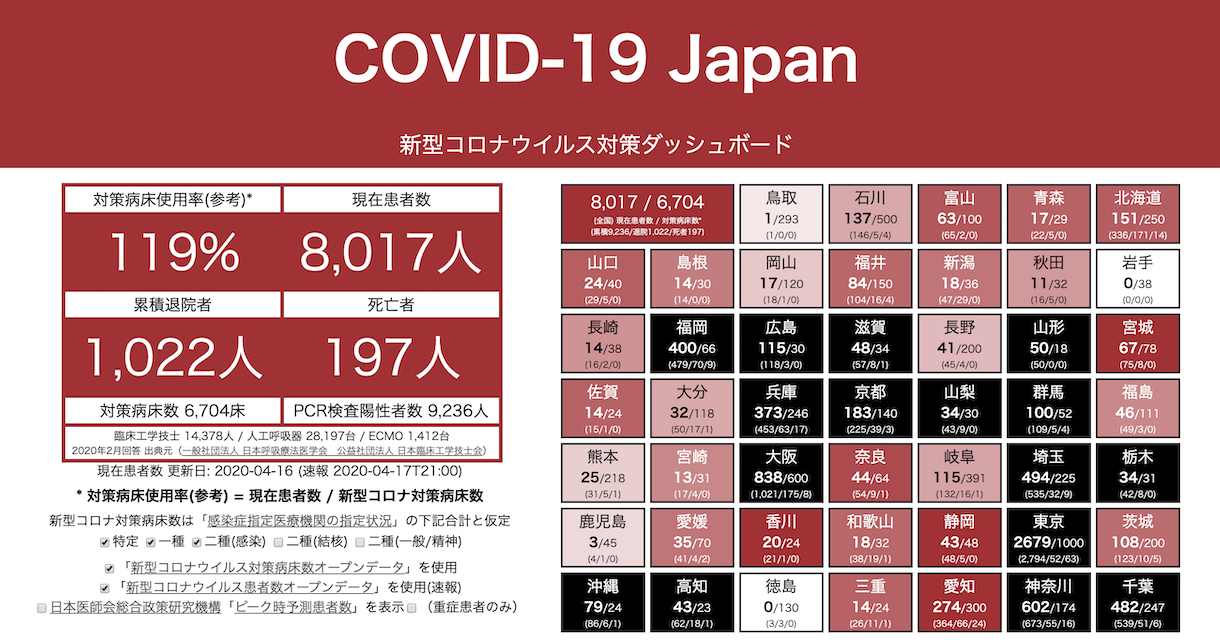 COVID-19 Japan
新型コロナウイルス対策ダッシュボード
対策病床使用率(参考)*
現在患者数
119%
8,017人
累積退院者
死亡者
1,022人
197人
対策病床数 6,704床
PCR検査陽性者数 9,236人
臨床工学技士 14,378人 / 人工呼吸器 28,197台 / ECMO 1,412台
2020年2月回答 出典元 (一般社団法人 日本呼吸療法医学会　公益社団法人 日本臨床工学技士会)
現在患者数 更新日: 2020-04-16 (速報 2020-04-17T21:00)
* 対策病床使用率(参考) = 現在患者数 / 新型コロナ対策病床数
新型コロナ対策病床数は「感染症指定医療機関の指定状況」の下記合計と仮定
特定 一種 二種(感染) 二種(結核) 二種(一般/精神)
「新型コロナウイルス対策病床数オープンデータ」を使用
「新型コロナウイルス患者数オープンデータ」を使用(速報)
日本医師会総合政策研究機構「ピーク時予測患者数」を表示 (重症患者のみ)
8,017 / 6,704
(全国) 現在患者数 / 対策病床数*
(累積9,236/退院1,022/死者197)
鳥取
1/293
(1/0/0)
石川
137/500
(146/5/4)
富山
63/100
(65/2/0)
青森
17/29
(22/5/0)
北海道
151/250
(336/171/14)
山口
24/40
(29/5/0)
島根
14/30
(14/0/0)
岡山
17/120
(18/1/0)
福井
84/150
(104/16/4)
新潟
18/36
(47/29/0)
秋田
11/32
(16/5/0)
岩手
0/38
(0/0/0)
長崎
14/38
(16/2/0)
福岡
400/66
(479/70/9)
広島
115/30
(118/3/0)
滋賀
48/34
(57/8/1)
長野
41/200
(45/4/0)
山形
50/18
(50/0/0)
宮城
67/78
(75/8/0)
佐賀
14/24
(15/1/0)
大分
32/118
(50/17/1)
兵庫
373/246
(453/63/17)
京都
183/140
(225/39/3)
山梨
34/30
(43/9/0)
群馬
100/52
(109/5/4)
福島
46/111
(49/3/0)
熊本
25/218
(31/5/1)
宮崎
13/31
(17/4/0)
大阪
838/600
(1,021/175/8)
奈良
44/64
(54/9/1)
岐阜
115/391
(132/16/1)
埼玉
494/225
(535/32/9)
栃木
34/31
(42/8/0)
鹿児島
3/45
(4/1/0)
愛媛
35/70
(41/4/2)
香川
20/24
(21/1/0)
和歌山
18/32
(38/19/1)
静岡
43/48
(48/5/0)
東京
2679/1000
(2,794/52/63)
茨城
108/200
(123/10/5)
沖縄
79/24
(86/6/1)
高知
43/23
(62/18/1)
徳島
0/130
(3/3/0)
三重
14/24
(26/11/1)
愛知
274/300
(364/66/24)
神奈川
602/174
(673/55/16)
千葉
482/247
(539/51/6)